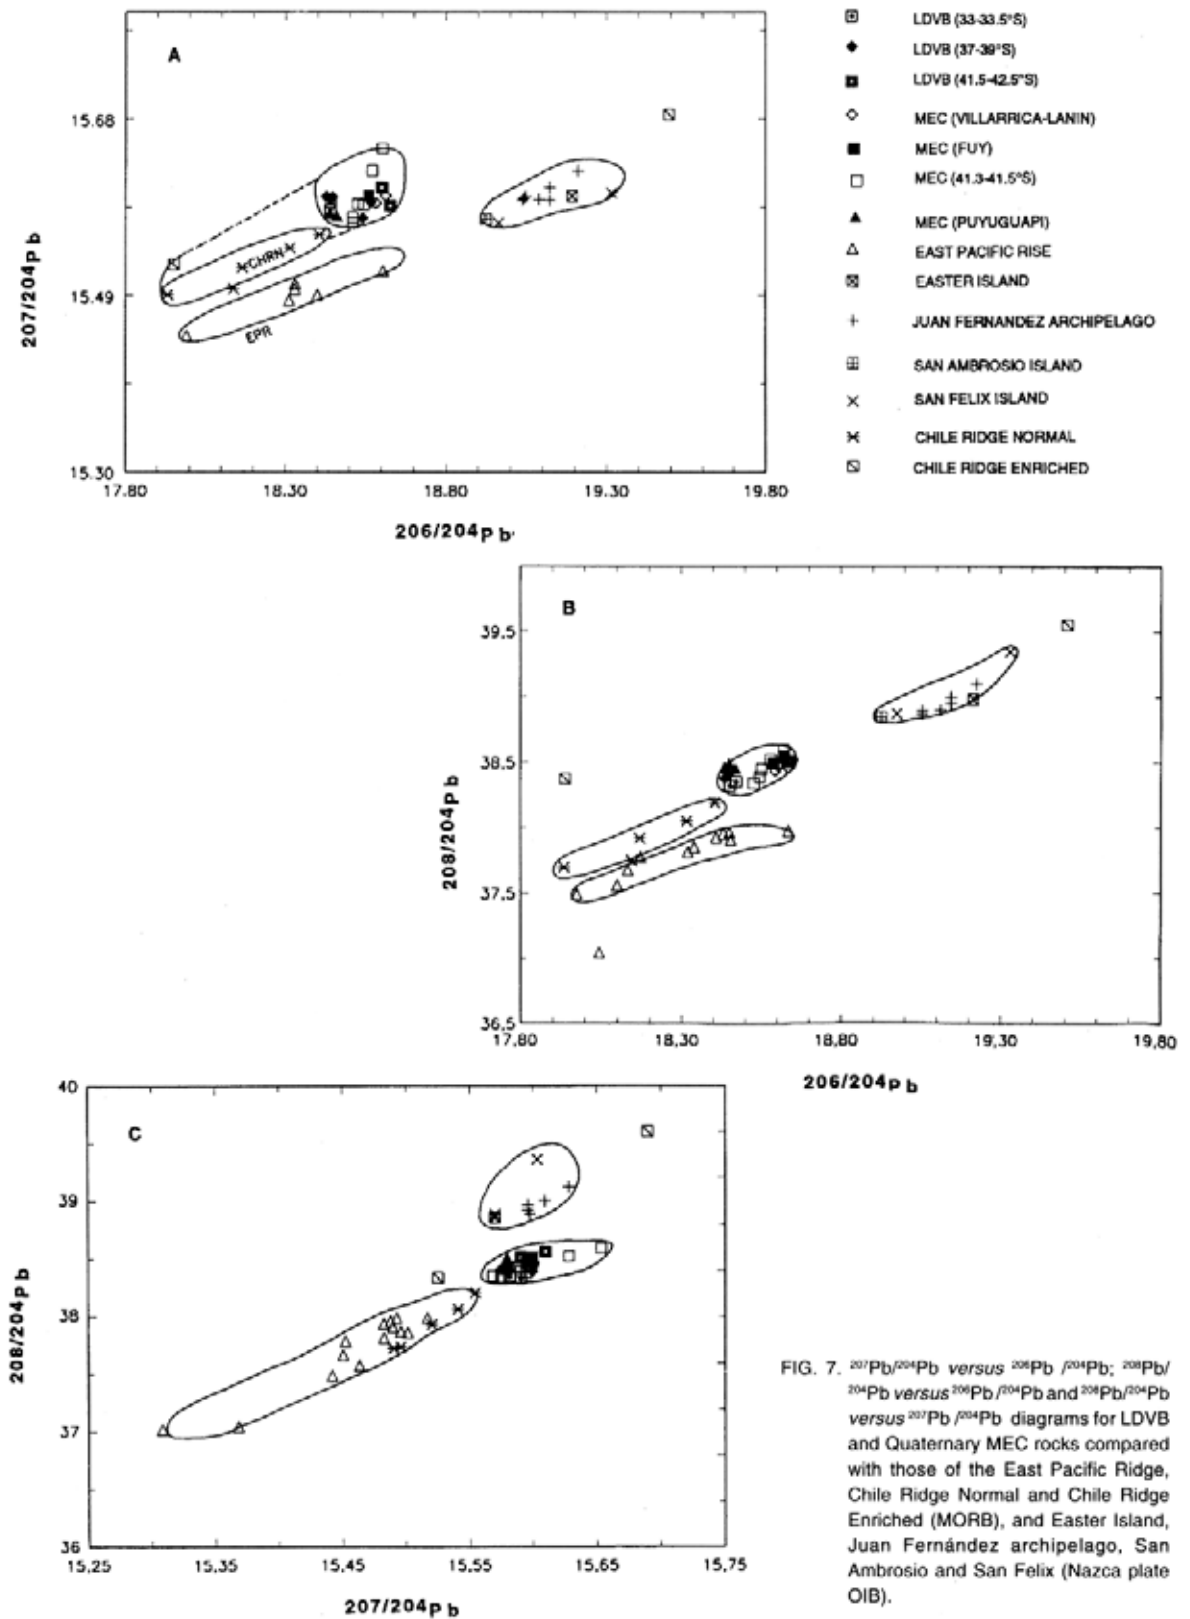 A
15.68
15.49
15.30
17.80
18.30
18.80
19.30
19.80
207/204Pb
206/204Pb
CHRN
EPR
LDVB (33-33.5°S)
LDVB (37-39°S)
LDVB (41.5-42.5°S)
MEC (VILLARRICA-LANIN)
MEC (FUY)
MEC (41.3-41.5°S)
MEC (PUYUGUAPI)
EAST PACIFIC RISE
EASTER ISLAND
JUAN FERNANDEZ ARCHIPELAGO
SAN AMBROSIO ISLAND
SAN FELIX ISLAND
CHILE RIDGE NORMAL
CHILE RIDGE ENRICHED
B
39.5
38.5
37.5
36.5
17.80
18,30
18,80
19,30
19,80
208/204Pb
206/204Pb
C
40
39
38
37
36
15,25
15,35
15,45
15,55
15,65
15,75
208/204Pb
207/204Pb
FIG. 7. ²⁰⁷Pb/²⁰⁴Pb versus ²⁰⁶Pb /²⁰⁴Pb; ²⁰⁸Pb/
²⁰⁴Pb versus ²⁰⁶Pb /²⁰⁴Pb and ²⁰⁸Pb/²⁰⁴Pb
versus ²⁰⁷Pb /²⁰⁴Pb diagrams for LDVB
and Quaternary MEC rocks compared
with those of the East Pacific Ridge,
Chile Ridge Normal and Chile Ridge
Enriched (MORB), and Easter Island,
Juan Fernández archipelago, San
Ambrosio and San Felix (Nazca plate
OIB).